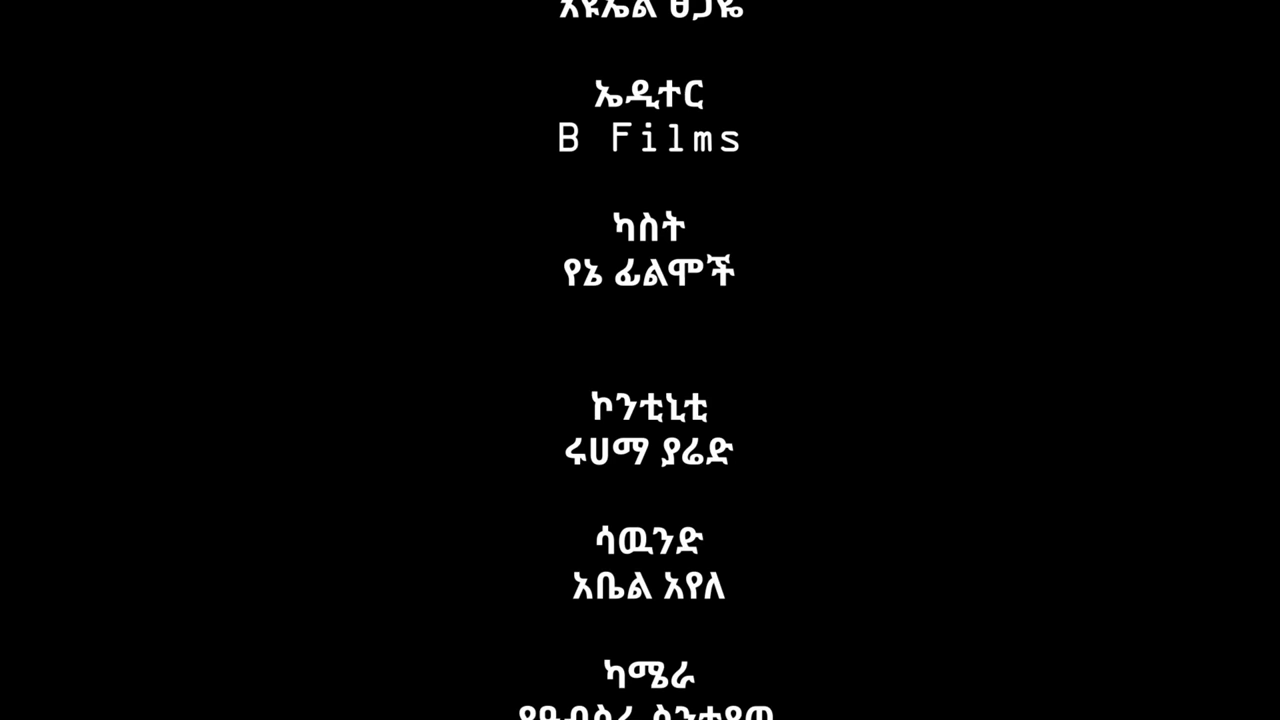 ኤዲተር
B Films
ካስት
የኔ ፊልሞች
ኮንቲኒቲ
ሩሀማ ያሬድ
ሳዉንድ
አቤል አየለ
ካሜራ